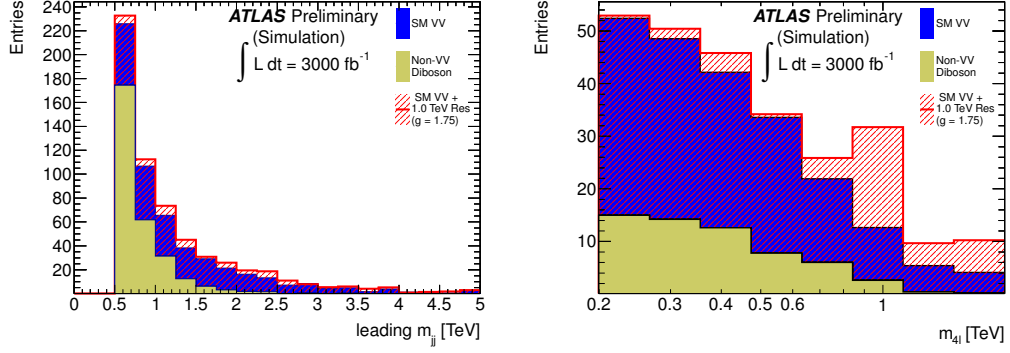 Entries
240
220
200
180
160
140
120
100
80
60
40
20
ATLAS Preliminary
(Simulation)
∫ L dt = 3000 fb⁻¹
SM VV
Non-VV
Diboson
SM VV +
1.0 TeV Res
(g = 1.75)
0 0.5 1 1.5 2 2.5 3 3.5 4 4.5 5
leading m_jj [TeV]
Entries
50
40
30
20
10
ATLAS Preliminary
(Simulation)
∫ L dt = 3000 fb⁻¹
SM VV
Non-VV
Diboson
SM VV +
1.0 TeV Res
(g = 1.75)
0.2 0.3 0.4 0.5 0.6 1
m_4l [TeV]